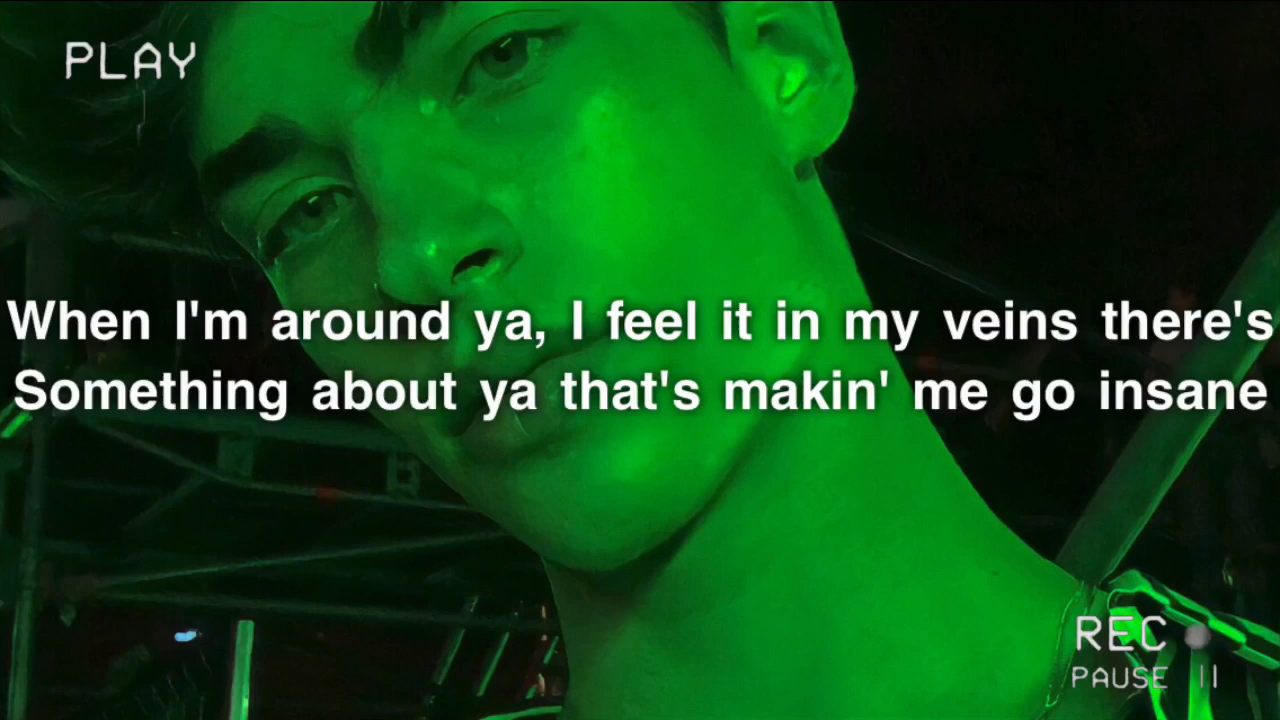 PLAY
When I'm around ya, I feel it in my veins there's
Something about ya that's makin' me go insane
REC
PAUSE II